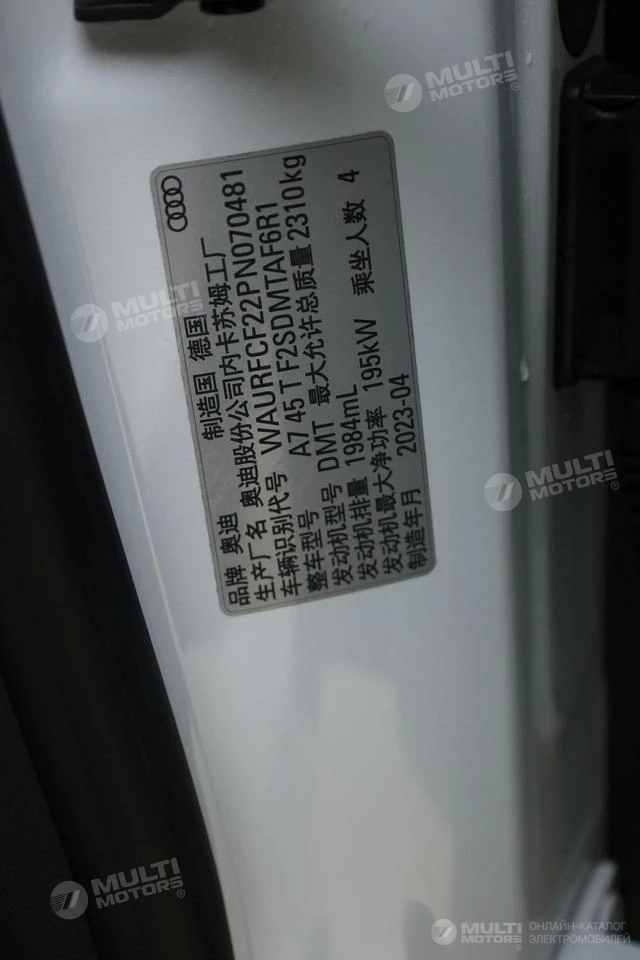 品牌 奥迪 制造国 德国
生产厂名 奥迪股份公司内卡苏姆工厂
车辆识别代号 WAURFCF22PN070481
整车型号 A7 45 T F2SDMTAF6R1
发动机型号 DMT 最大允许总质量 2310kg
发动机排量 1984mL
发动机最大净功率 195kW 乘坐人数 4
制造年月 2023-04
MULTI
MOTORS
MULTI
MOTORS
MULTI
MOTORS
MULTI
MOTORS
MULTI
MOTORS
ОНЛАЙН-КАТАЛОГ
ЭЛЕКТРОМОБИЛЕЙ